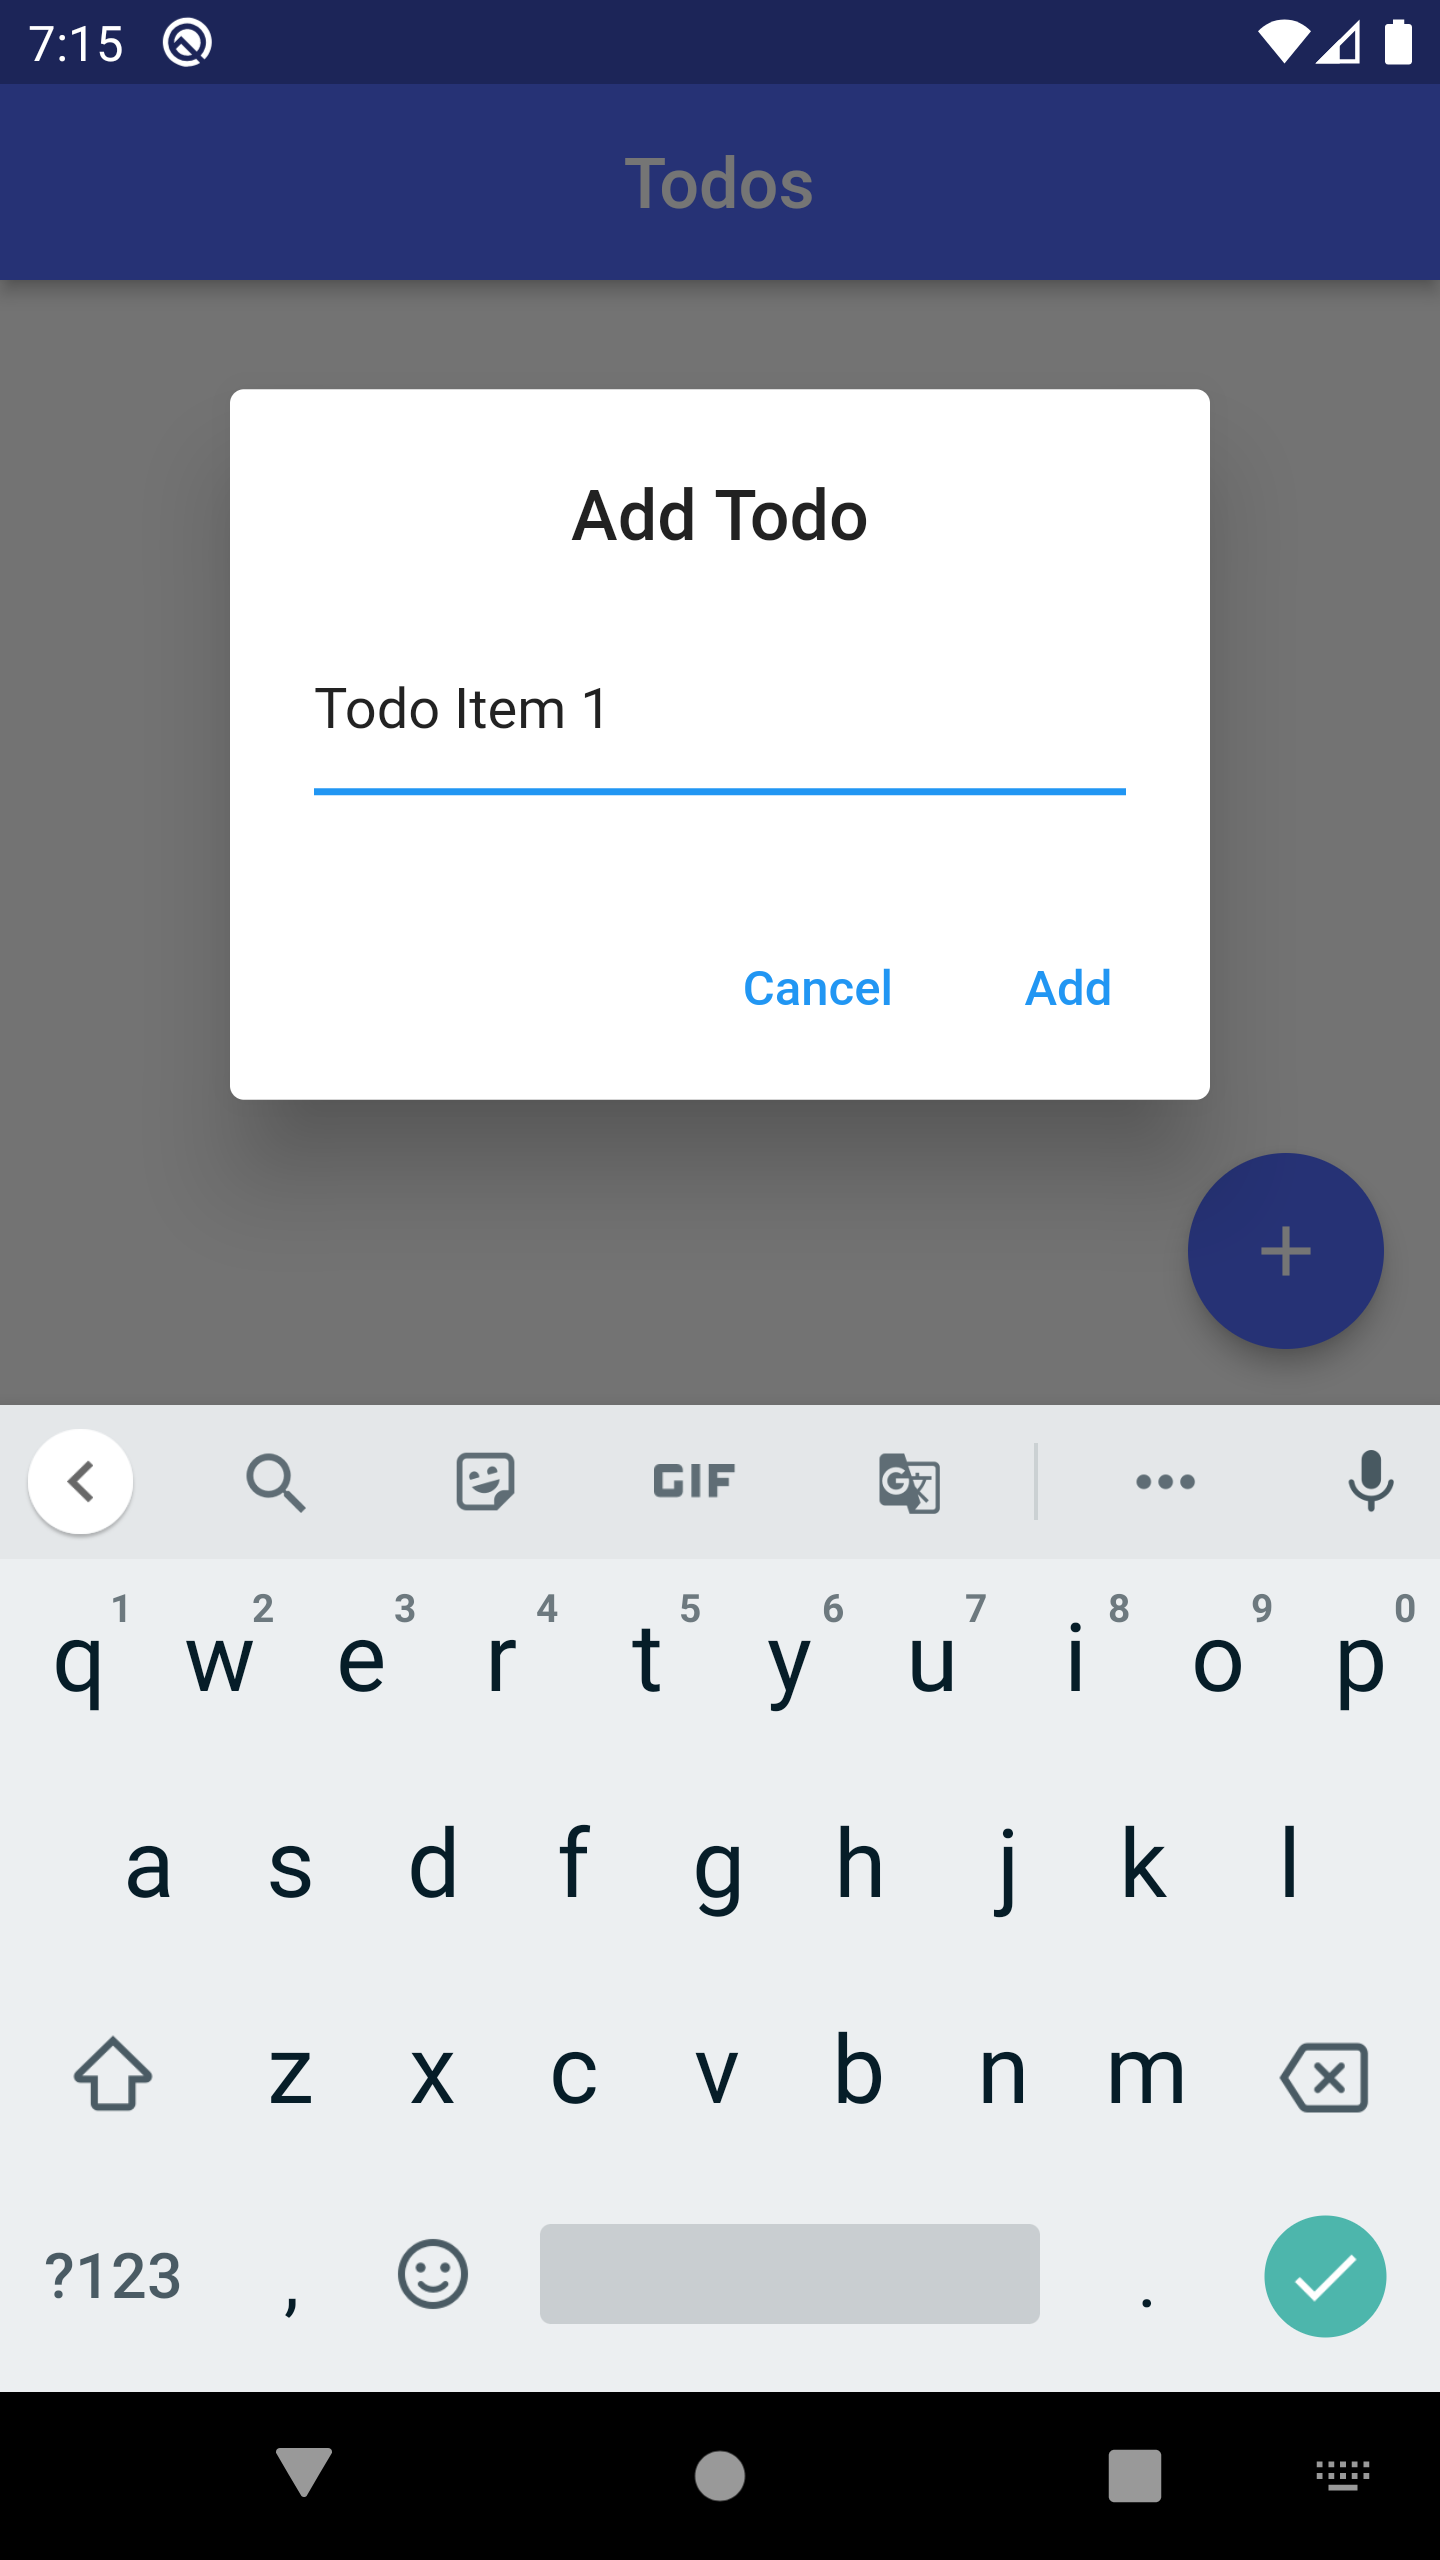 7:15
Todos
Add Todo
Todo Item 1
Cancel Add
GIF
1 2 3 4 5 6 7 8 9 0
q w e r t y u i o p
a s d f g h j k l
z x c v b n m
?123 , .